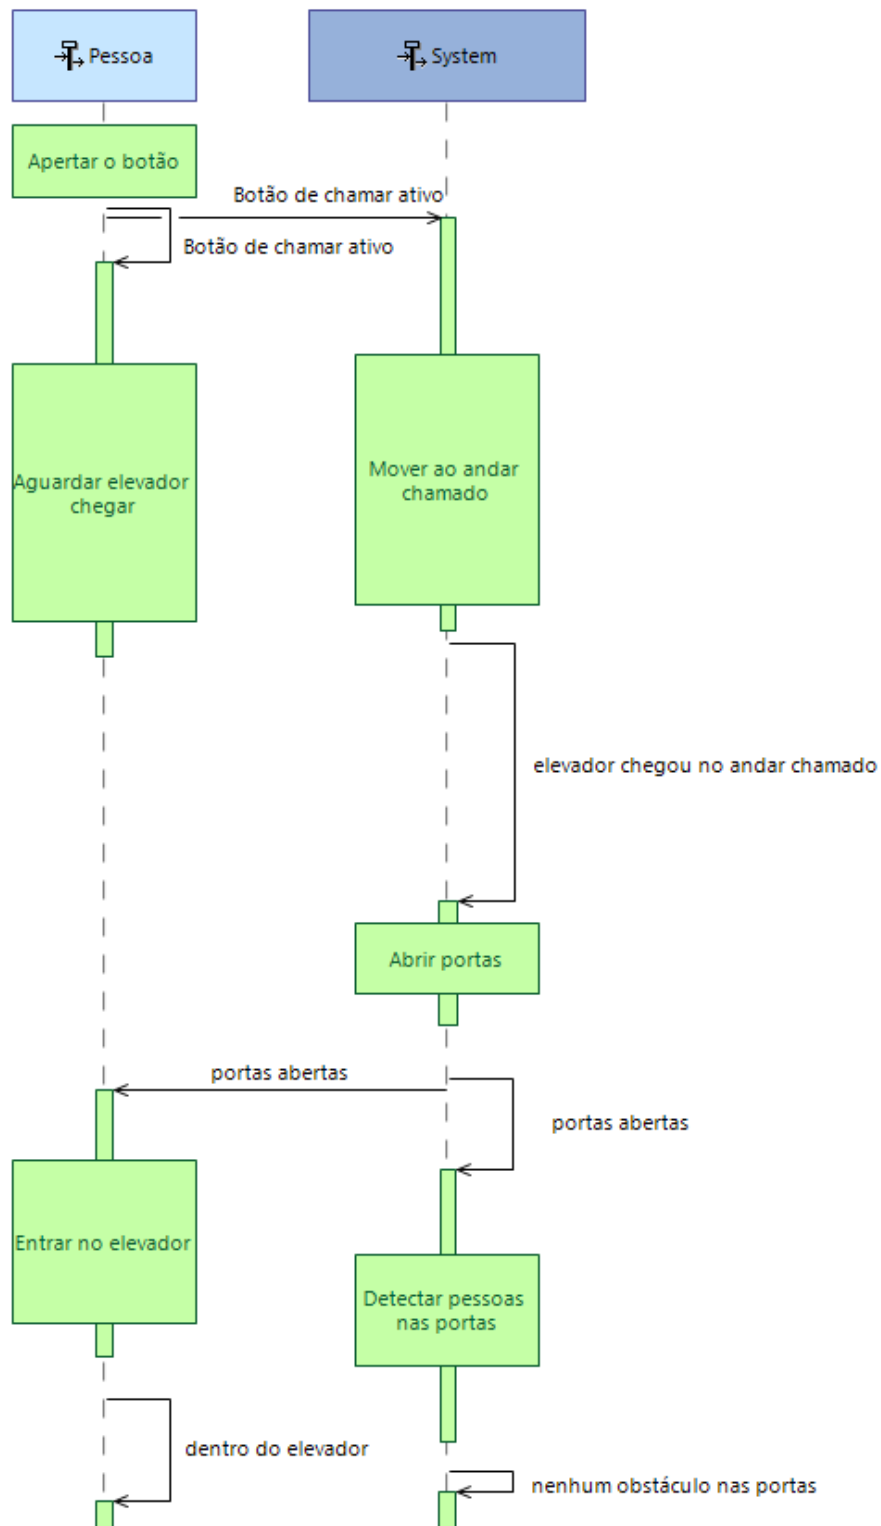 Pessoa
System
Apertar o botão
Botão de chamar ativo
Botão de chamar ativo
Aguardar elevador
chegar
Mover ao andar
chamado
elevador chegou no andar chamado
Abrir portas
portas abertas
portas abertas
Entrar no elevador
Detectar pessoas
nas portas
dentro do elevador
nenhum obstáculo nas portas